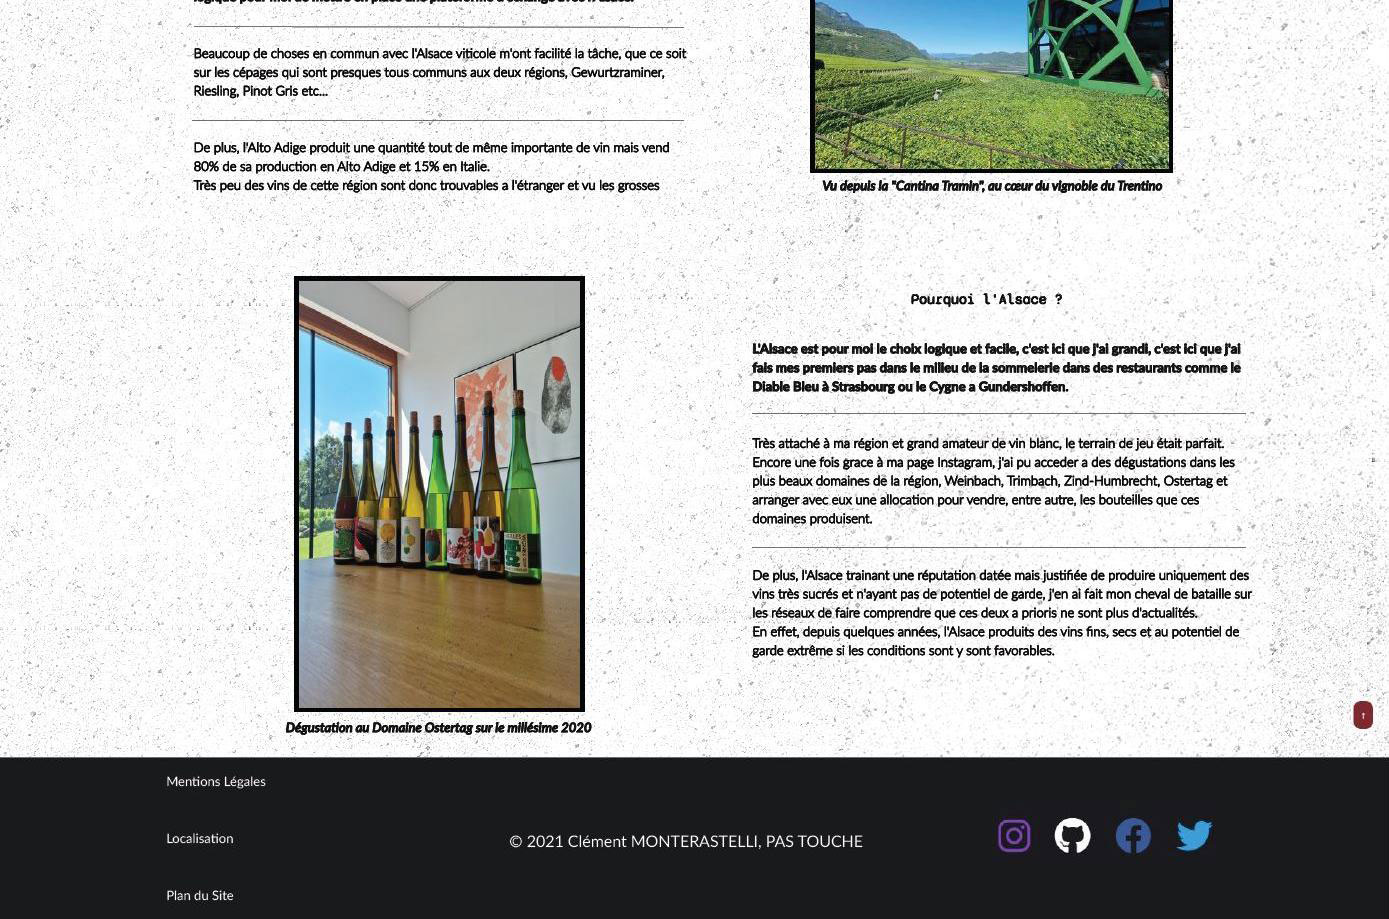 Beaucoup de choses en commun avec l'Alsace viticole m'ont facilité la tâche, que ce soit
sur les cépages qui sont presques tous communs aux deux régions, Gewurtzraminer,
Riesling, Pinot Gris etc...
De plus, l'Alto Adige produit une quantité tout de même importante de vin mais vend
80% de sa production en Alto Adige et 15% en Italie.
Très peu des vins de cette région sont donc trouvables a l'étranger et vu les grosses
Vu depuis la "Cantina Tramin", au cœur du vignoble du Trentino
Dégustation au Domaine Ostertag sur le millésime 2020
Pourquoi l'Alsace ?
L'Alsace est pour moi le choix logique et facile, c'est ici que j'ai grandi, c'est ici que j'ai
fais mes premiers pas dans le milieu de la sommelerie dans des restaurants comme le
Diable Bleu à Strasbourg ou le Cygne a Gundershoffen.
Très attaché à ma région et grand amateur de vin blanc, le terrain de jeu était parfait.
Encore une fois grace à ma page Instagram, j'ai pu acceder a des dégustations dans les
plus beaux domaines de la région, Weinbach, Trimbach, Zind-Humbrecht, Ostertag et
arranger avec eux une allocation pour vendre, entre autre, les bouteilles que ces
domaines produisent.
De plus, l'Alsace trainant une réputation datée mais justifiée de produire uniquement des
vins très sucrés et n'ayant pas de potentiel de garde, j'en ai fait mon cheval de bataille sur
les réseaux de faire comprendre que ces deux a prioris ne sont plus d'actualités.
En effet, depuis quelques années, l'Alsace produits des vins fins, secs et au potentiel de
garde extrême si les conditions sont y sont favorables.
↑
Mentions Légales
Localisation
Plan du Site
© 2021 Clément MONTERASTELLI, PAS TOUCHE